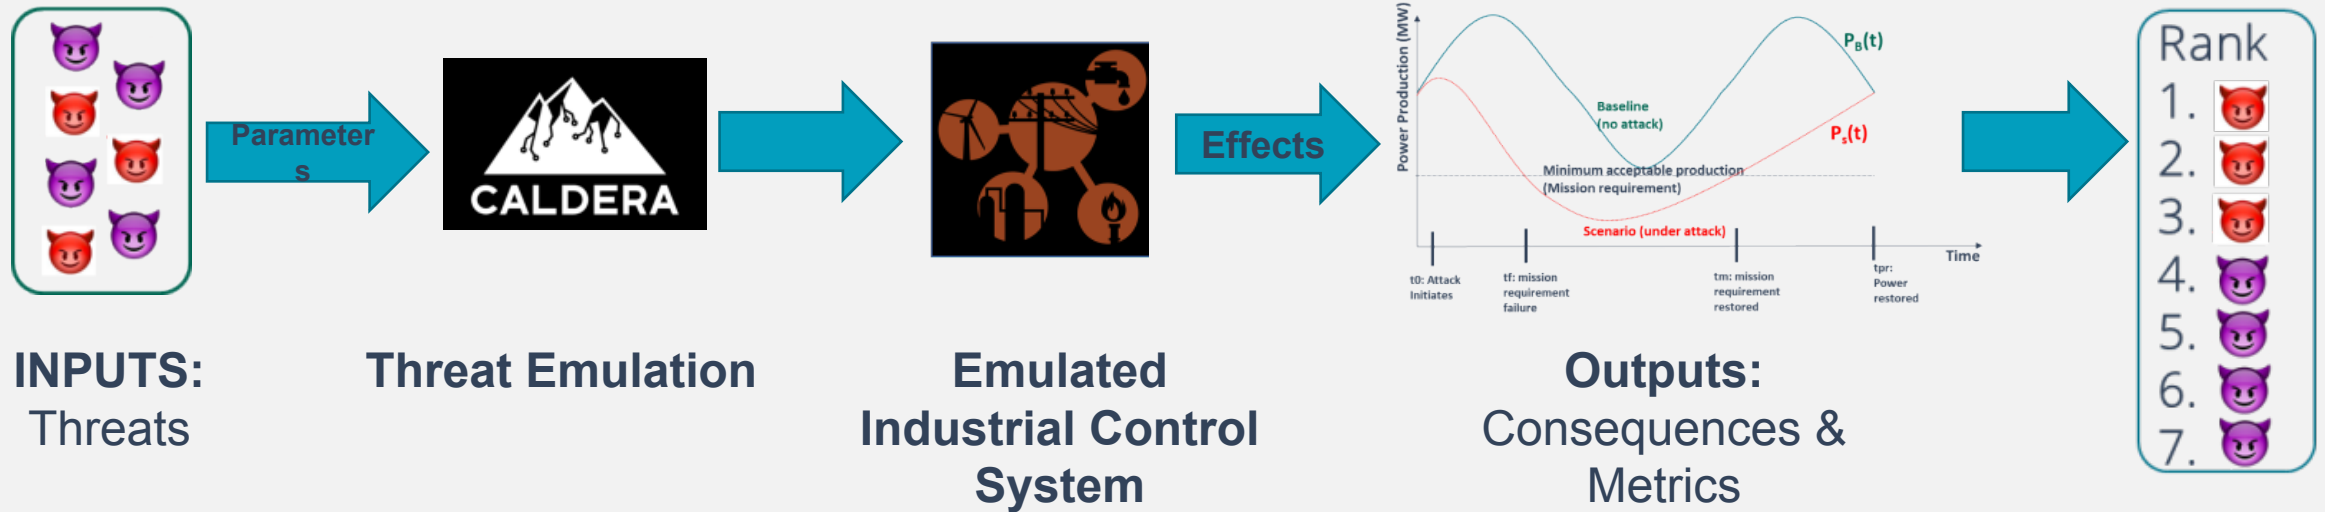 INPUTS:
Threats
Parameter
s
CALDERA
Threat Emulation
Emulated
Industrial Control
System
Effects
Power Production (MW)
P_B(t)
Baseline
(no attack)
P_s(t)
Minimum acceptable production
(Mission requirement)
Scenario (under attack)
Time
t0: Attack
Initiates
tf: mission
requirement
failure
tm: mission
requirement
restored
tpr:
Power
restored
Outputs:
Consequences &
Metrics
Rank
1.
2.
3.
4.
5.
6.
7.